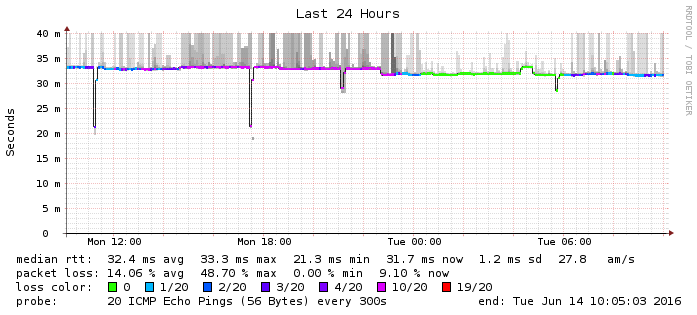 Last 24 Hours
RRDTOOL / TOBI OETIKER
Seconds
40 m
35 m
30 m
25 m
20 m
15 m
10 m
5 m
0
Mon 12:00 Mon 18:00 Tue 00:00 Tue 06:00
median rtt: 32.4 ms avg 33.3 ms max 21.3 ms min 31.7 ms now 1.2 ms sd 27.8 am/s
packet loss: 14.06 % avg 48.70 % max 0.00 % min 9.10 % now
loss color: 0 1/20 2/20 3/20 4/20 10/20 19/20
probe: 20 ICMP Echo Pings (56 Bytes) every 300s end: Tue Jun 14 10:05:03 2016